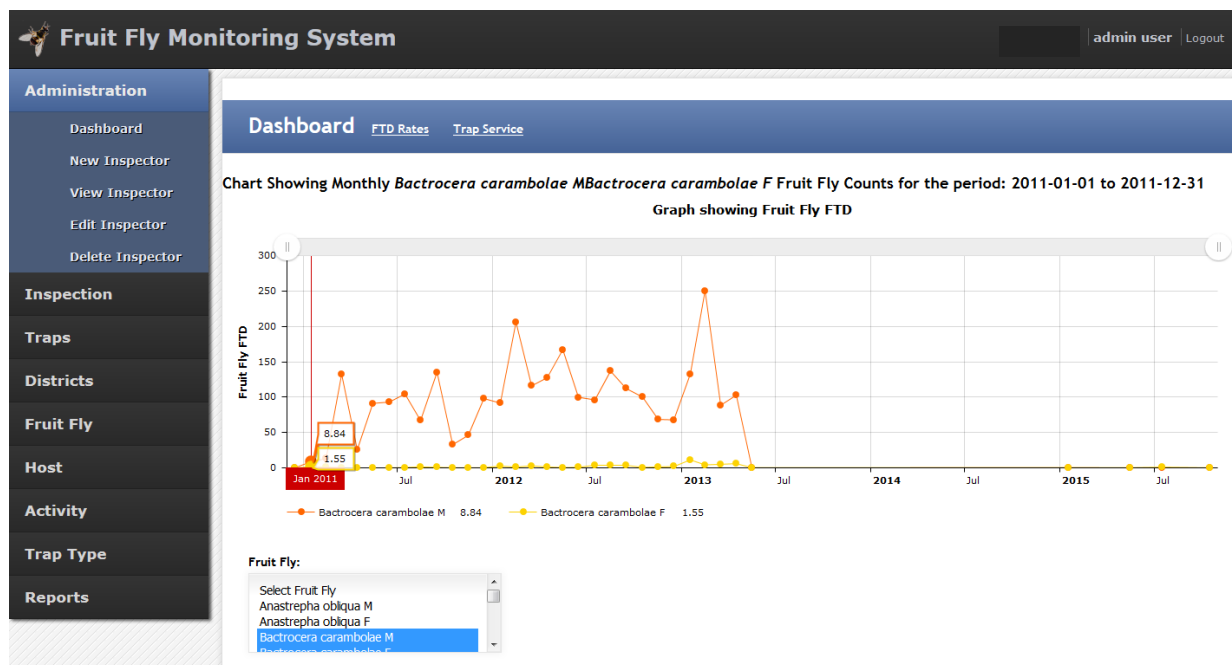 Fruit Fly Monitoring System
admin user Logout
Administration
Dashboard
New Inspector
View Inspector
Edit Inspector
Delete Inspector
Inspection
Traps
Districts
Fruit Fly
Host
Activity
Trap Type
Reports
Dashboard FTD Rates Trap Service
Chart Showing Monthly Bactrocera carambolae MBactrocera carambolae F Fruit Fly Counts for the period: 2011-01-01 to 2011-12-31
Graph showing Fruit Fly FTD
Fruit Fly FTD
300
250
200
150
100
50
0
8.84
1.55
Jan 2011 Jul 2012 Jul 2013 Jul 2014 Jul 2015 Jul
Bactrocera carambolae M 8.84 Bactrocera carambolae F 1.55
Fruit Fly:
Select Fruit Fly
Anastrepha obliqua M
Anastrepha obliqua F
Bactrocera carambolae M
Bactrocera carambolae F